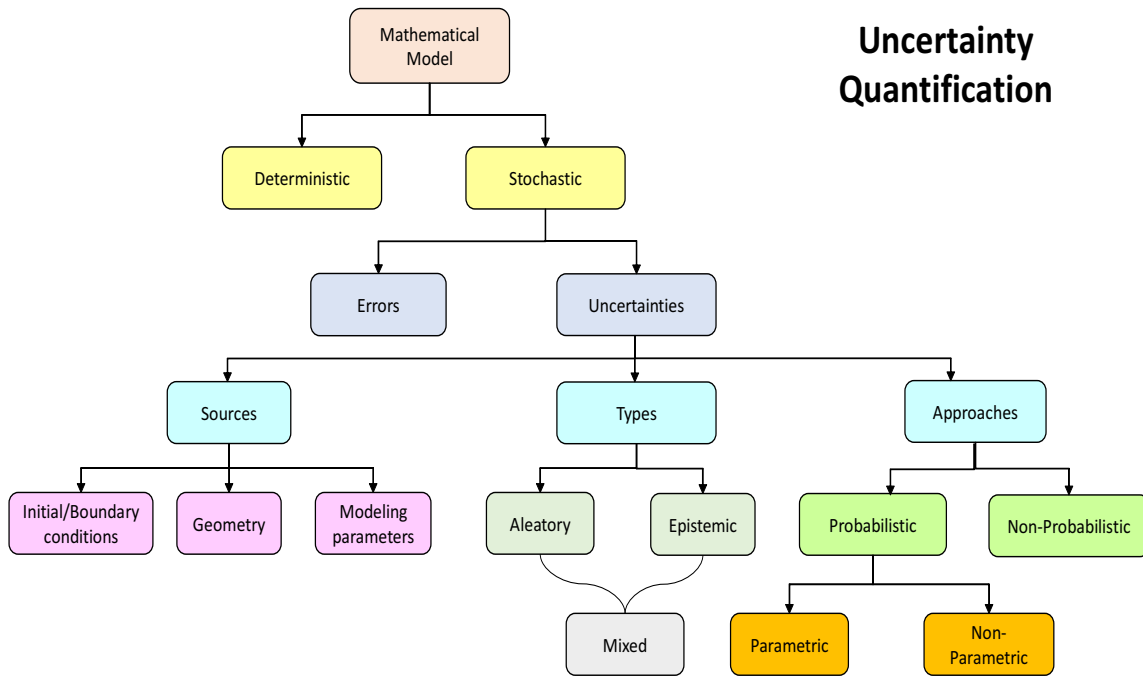 Mathematical
Model
Uncertainty
Quantification
Deterministic
Stochastic
Errors
Uncertainties
Sources
Types
Approaches
Initial/Boundary
conditions
Geometry
Modeling
parameters
Aleatory
Epistemic
Probabilistic
Non-Probabilistic
Mixed
Parametric
Non-
Parametric